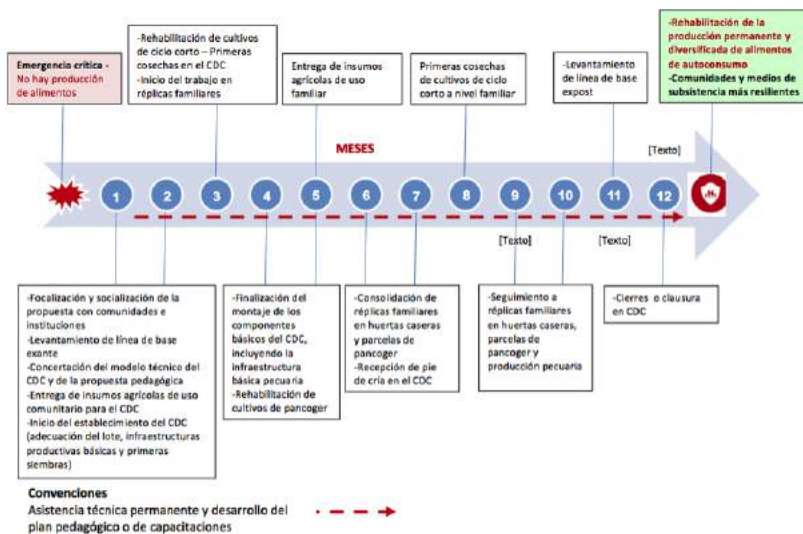 Emergencia crítica -
No hay producción
de alimentos
-Rehabilitación de cultivos
de ciclo corto – Primeras
cosechas en el CDC
-Inicio del trabajo en
réplicas familiares
Entrega de insumos
agrícolas de uso
familiar
Primeras cosechas
de cultivos de ciclo
corto a nivel familiar
-Levantamiento
de línea de base
expost
-Rehabilitación de la
producción permanente y
diversificada de alimentos
de autoconsumo
-Comunidades y medios de
subsistencia más resilientes
[Texto]
MESES
1 2 3 4 5 6 7 8 9 10 11 12
[Texto] [Texto]
-Focalización y socialización de la
propuesta con comunidades e
instituciones
-Levantamiento de línea de base
exante
-Concertación del modelo técnico del
CDC y de la propuesta pedagógica
-Entrega de insumos agrícolas de uso
comunitario para el CDC
-Inicio del establecimiento del CDC
(adecuación del lote, infraestructuras
productivas básicas y primeras
siembras)
-Finalización del
montaje de los
componentes
básicos del CDC,
incluyendo la
infraestructura
básica pecuaria
-Rehabilitación de
cultivos de pancoger
-Consolidación de
réplicas familiares
en huertas caseras
y parcelas de
pancoger
-Recepción de pie
de cría en el CDC
-Seguimiento a
réplicas familiares
en huertas caseras,
parcelas de
pancoger y
producción pecuaria
-Cierres o clausura
en CDC
Convenciones
Asistencia técnica permanente y desarrollo del
plan pedagógico o de capacitaciones